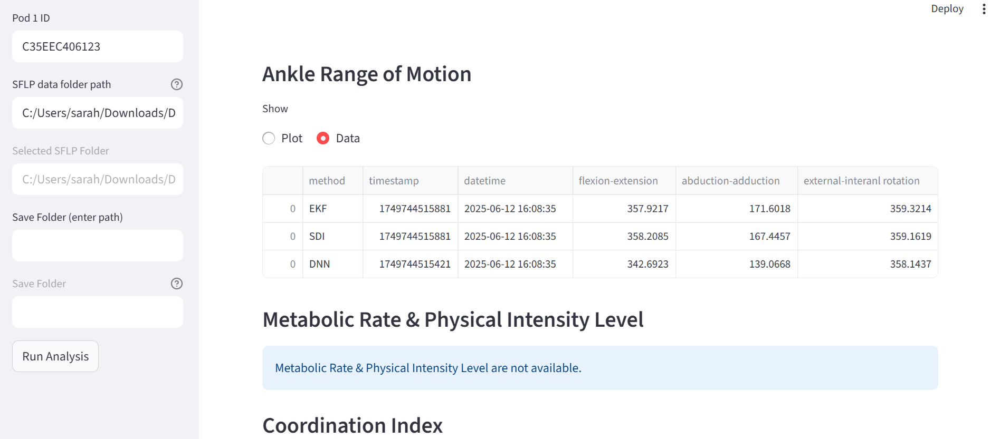 Pod 1 ID
C35EEC406123
SFLP data folder path
C:/Users/sarah/Downloads/D
Selected SFLP Folder
C:/Users/sarah/Downloads/D
Save Folder (enter path)
Save Folder
Run Analysis
Deploy
Ankle Range of Motion
Show
Plot Data
method timestamp datetime flexion-extension abduction-adduction external-interanl rotation
0 EKF 1749744515881 2025-06-12 16:08:35 357.9217 171.6018 359.3214
0 SDI 1749744515881 2025-06-12 16:08:35 358.2085 167.4457 359.1619
0 DNN 1749744515421 2025-06-12 16:08:35 342.6923 139.0668 358.1437
Metabolic Rate & Physical Intensity Level
Metabolic Rate & Physical Intensity Level are not available.
Coordination Index